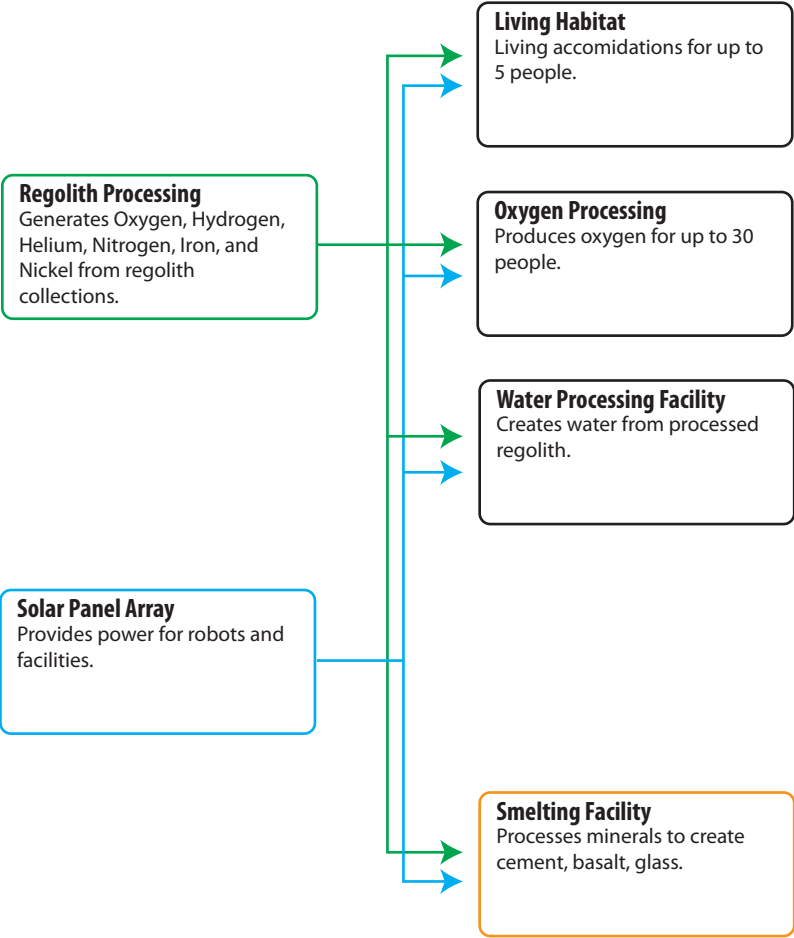 Living Habitat
Living accomidations for up to
5 people.
Regolith Processing
Generates Oxygen, Hydrogen,
Helium, Nitrogen, Iron, and
Nickel from regolith
collections.
Oxygen Processing
Produces oxygen for up to 30
people.
Water Processing Facility
Creates water from processed
regolith.
Solar Panel Array
Provides power for robots and
facilities.
Smelting Facility
Processes minerals to create
cement, basalt, glass.